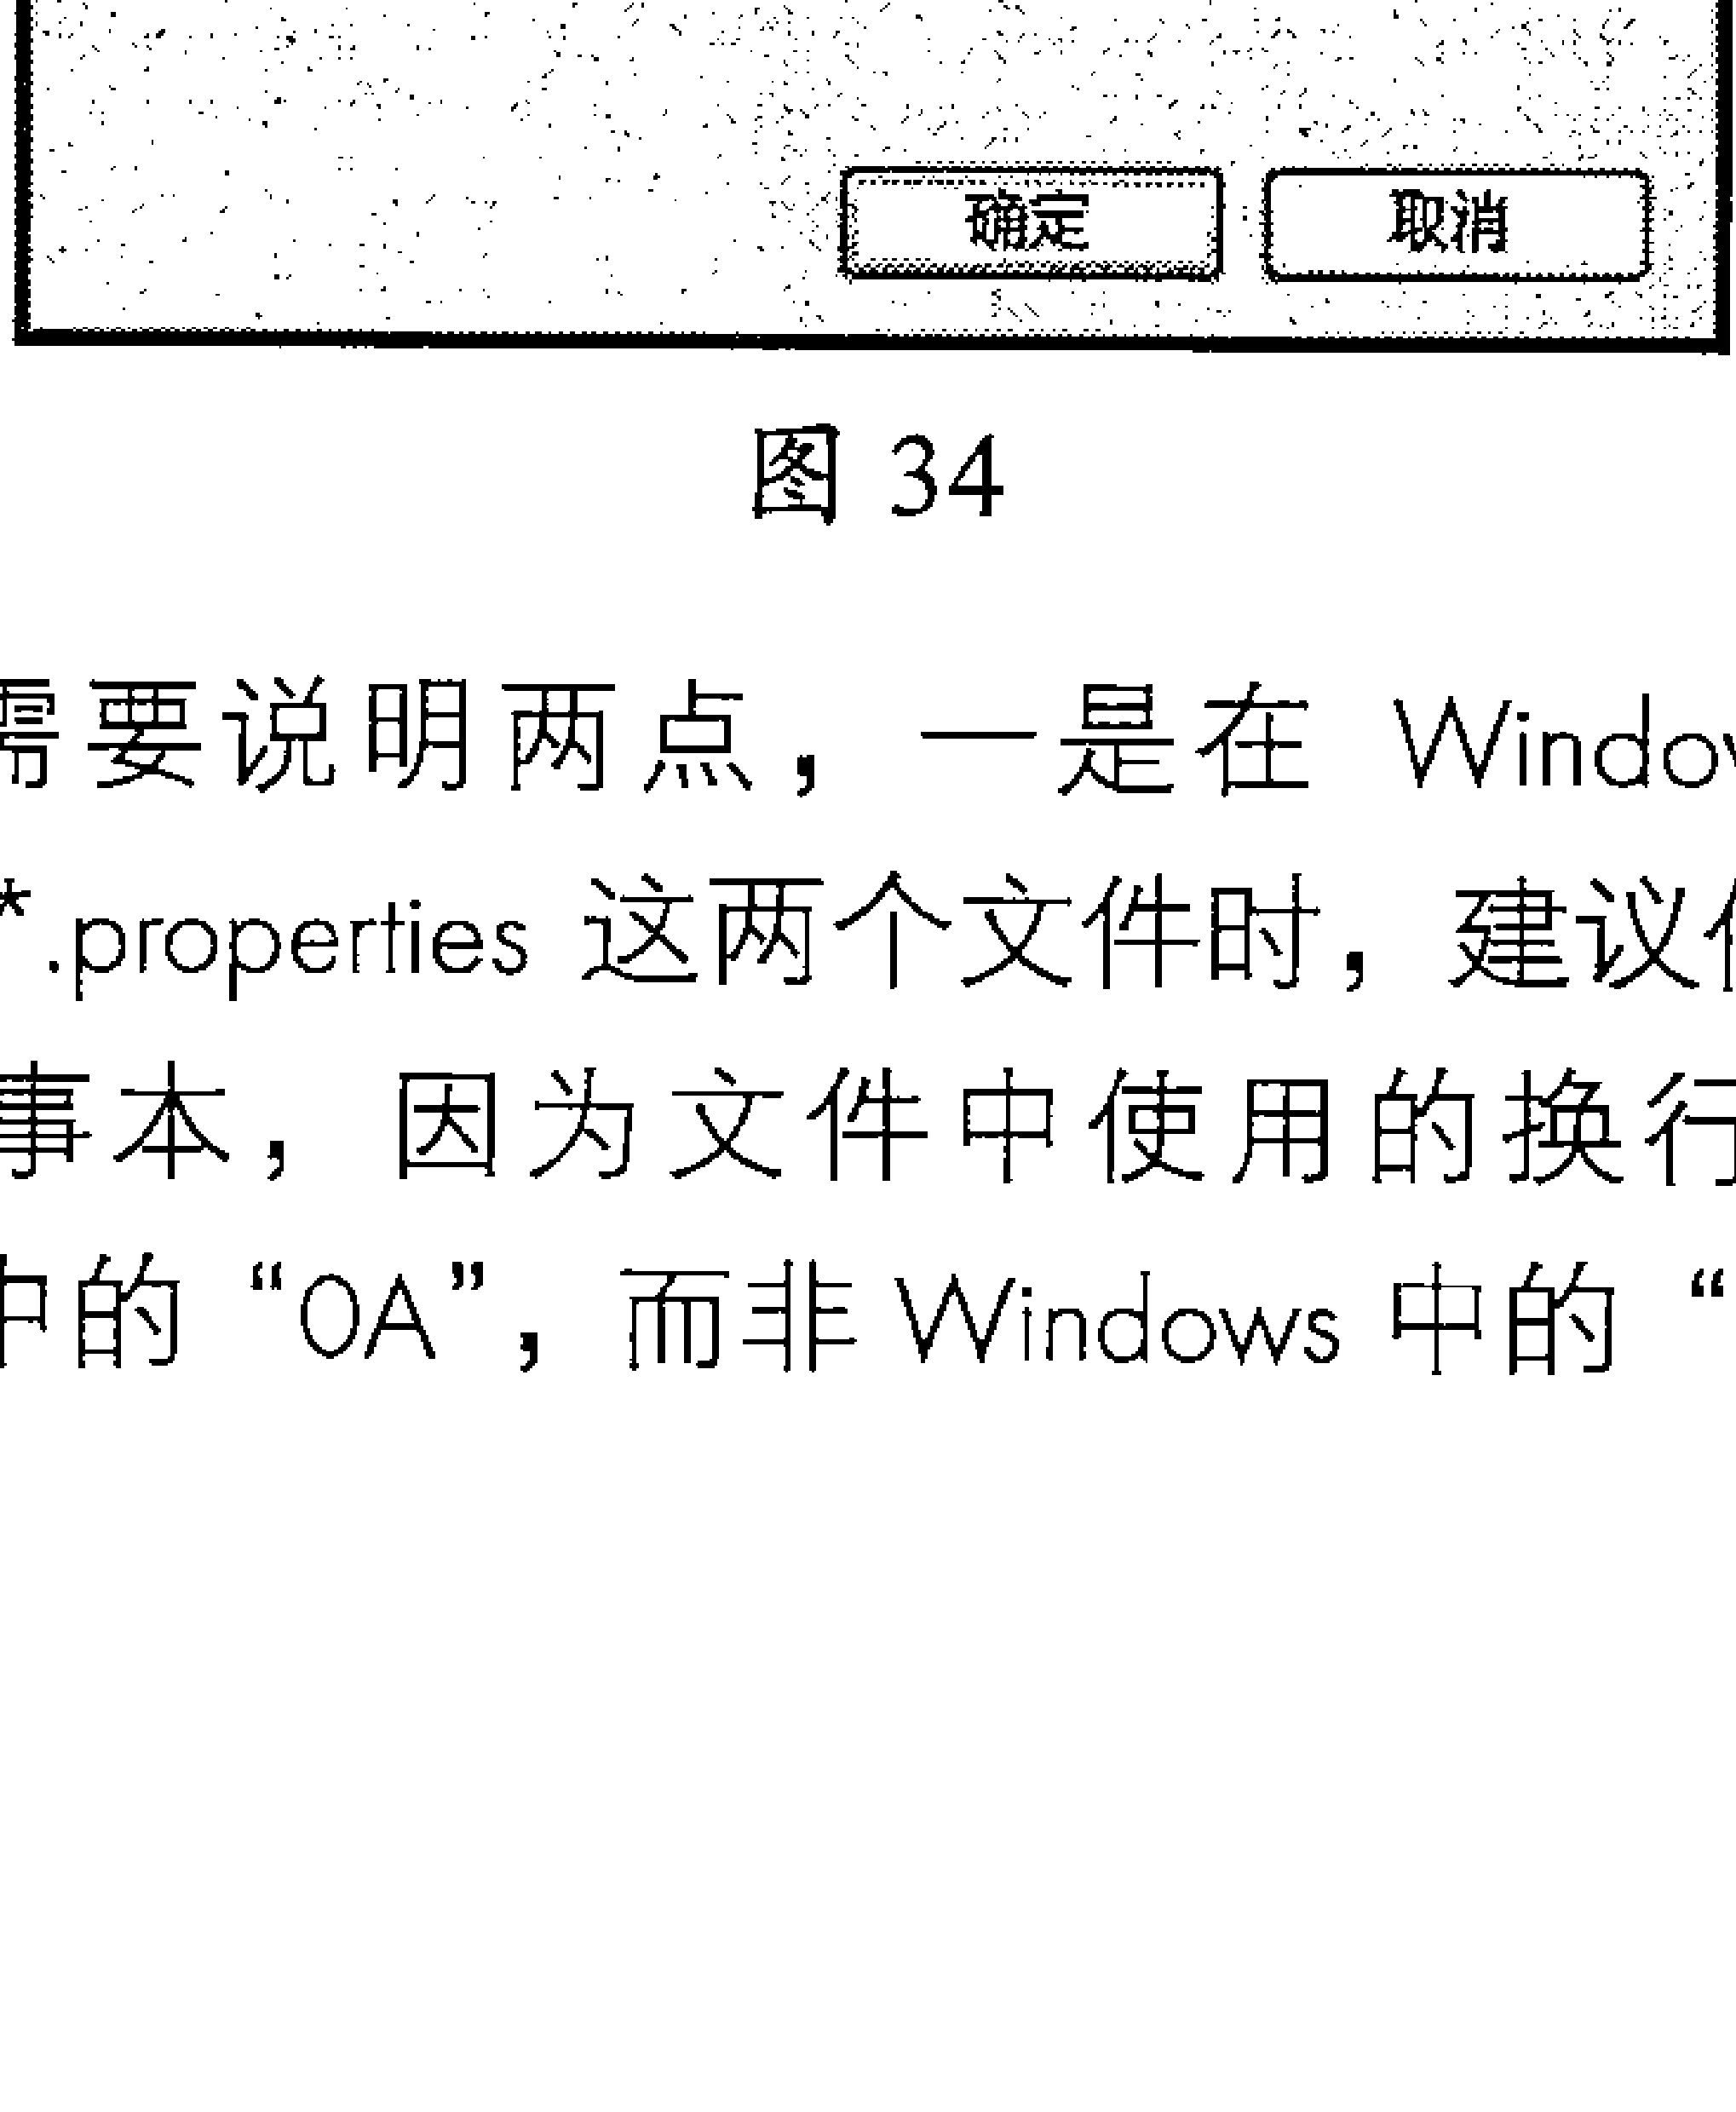 确定 取消
图 34
需要说明两点，一是在
*.properties 这两个文件时，建议
事本，因为文件中使用的换行
中的 “0A”，而非 Windows 中的 “